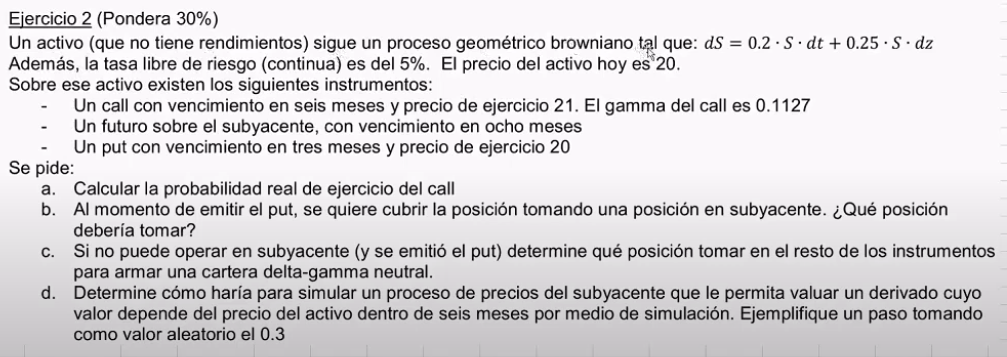 Ejercicio 2 (Pondera 30%)
Un activo (que no tiene rendimientos) sigue un proceso geométrico browniano tal que: dS = 0.2 · S · dt + 0.25 · S · dz
Además, la tasa libre de riesgo (continua) es del 5%. El precio del activo hoy es 20.
Sobre ese activo existen los siguientes instrumentos:
- Un call con vencimiento en seis meses y precio de ejercicio 21. El gamma del call es 0.1127
- Un futuro sobre el subyacente, con vencimiento en ocho meses
- Un put con vencimiento en tres meses y precio de ejercicio 20
Se pide:
a. Calcular la probabilidad real de ejercicio del call
b. Al momento de emitir el put, se quiere cubrir la posición tomando una posición en subyacente. ¿Qué posición
debería tomar?
c. Si no puede operar en subyacente (y se emitió el put) determine qué posición tomar en el resto de los instrumentos
para armar una cartera delta-gamma neutral.
d. Determine cómo haría para simular un proceso de precios del subyacente que le permita valuar un derivado cuyo
valor depende del precio del activo dentro de seis meses por medio de simulación. Ejemplifique un paso tomando
como valor aleatorio el 0.3